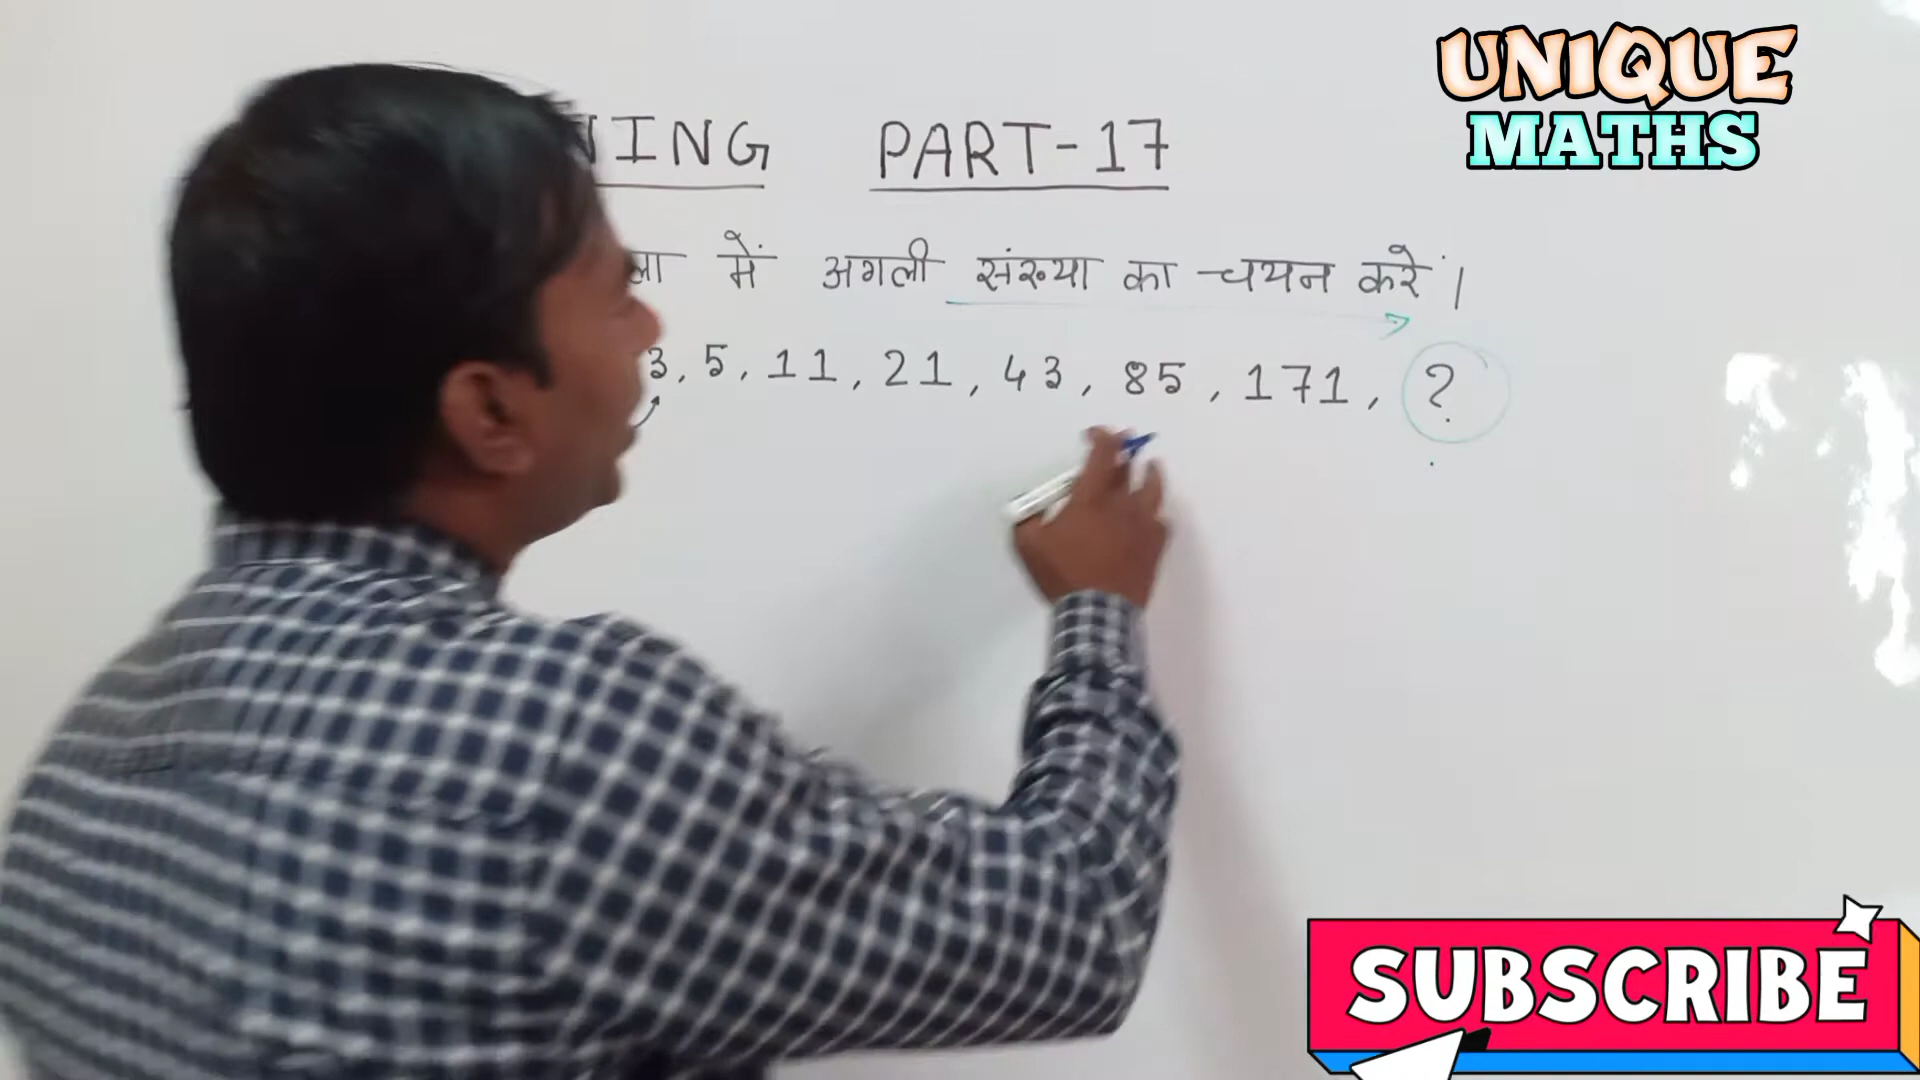 UNIQUE
MATHS
NING PART-17
ला में अगली संख्या का चयन करें।
3, 5, 11, 21, 43, 85, 171, ?
SUBSCRIBE